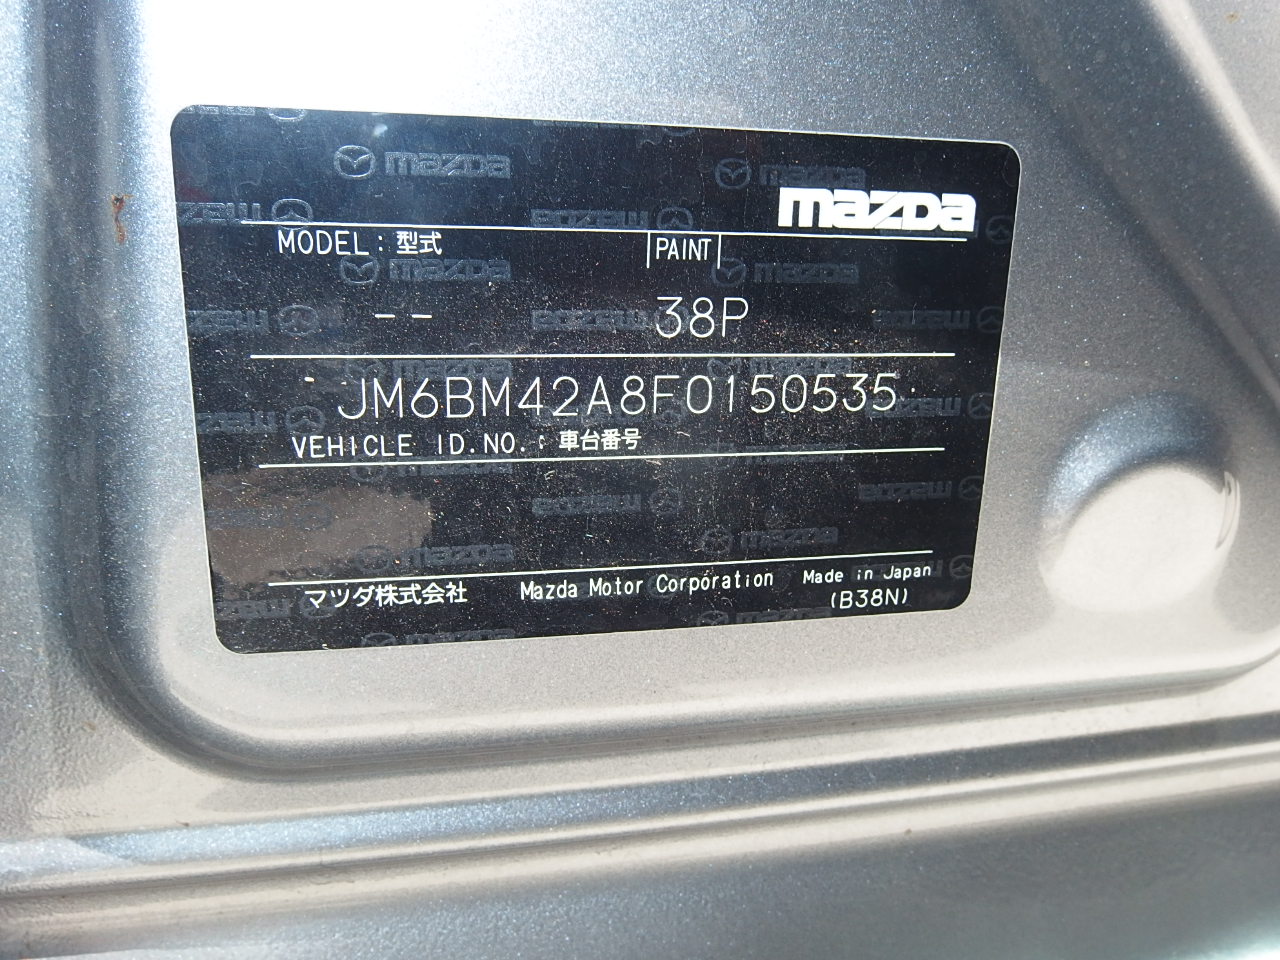 mazda
MODEL: 型式 PAINT
-- 38P
JM6BM42A8F0150535
VEHICLE ID.NO.: 車台番号
マツダ株式会社 Mazda Motor Corporation Made in Japan
(B38N)